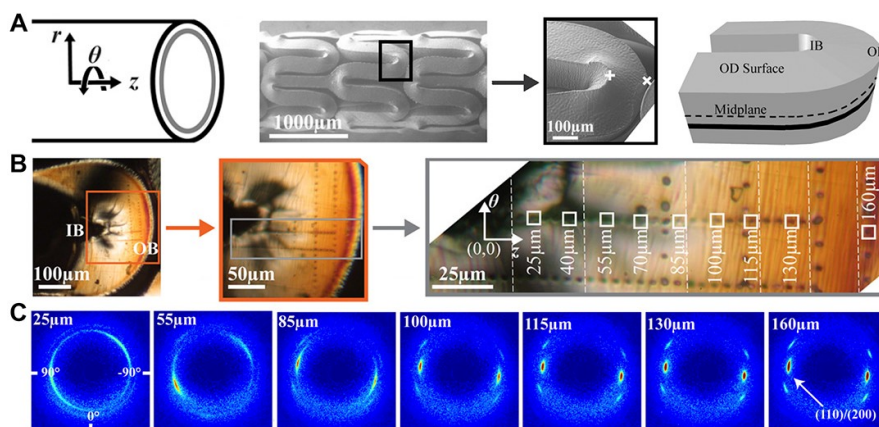 A
r
θ
z
1000µm
100µm
IB
OD Surface
Midplane
B
IB
OB
100µm
50µm
θ
(0,0)
25µm
25µm
40µm
55µm
70µm
85µm
100µm
115µm
130µm
160µm
C
25µm
90°
-90°
0°
55µm
85µm
100µm
115µm
130µm
160µm
(110)/(200)